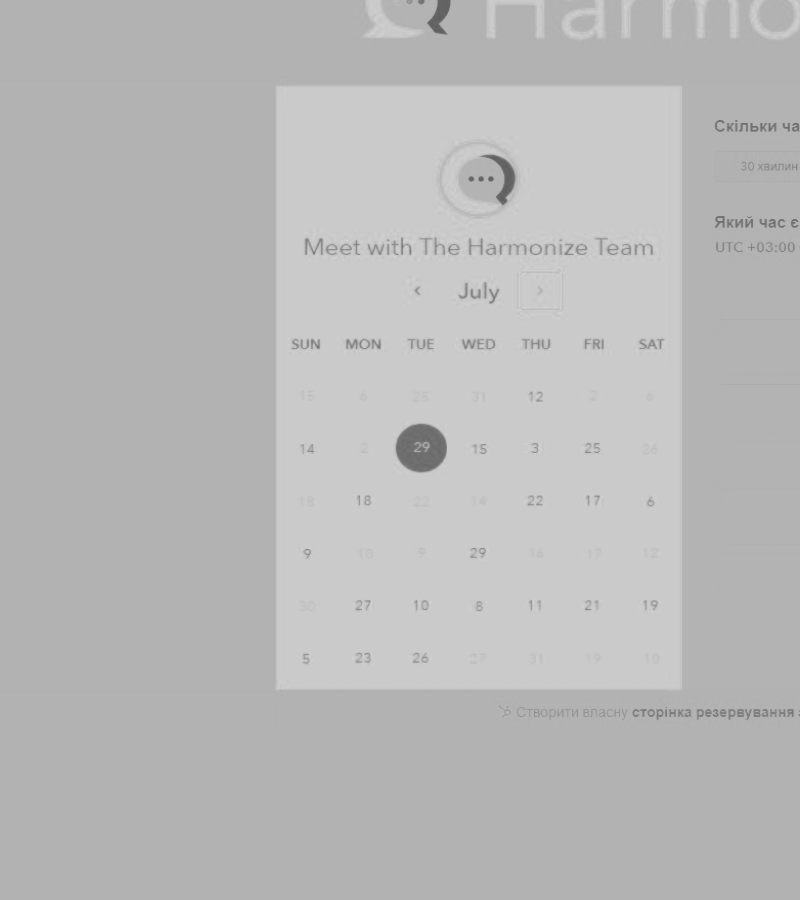 Harmo
Скільки ча
30 хвилин
Meet with The Harmonize Team
Який час є
UTC +03:00
‹ July ›
SUN MON TUE WED THU FRI SAT
15 6 25 31 12 2 4
14 2 29 15 3 25 26
18 18 22 14 22 17 6
9 10 9 29 16 17 12
30 27 10 8 11 21 19
5 23 26 27 31 19 10
Створити власну сторінка резервування а